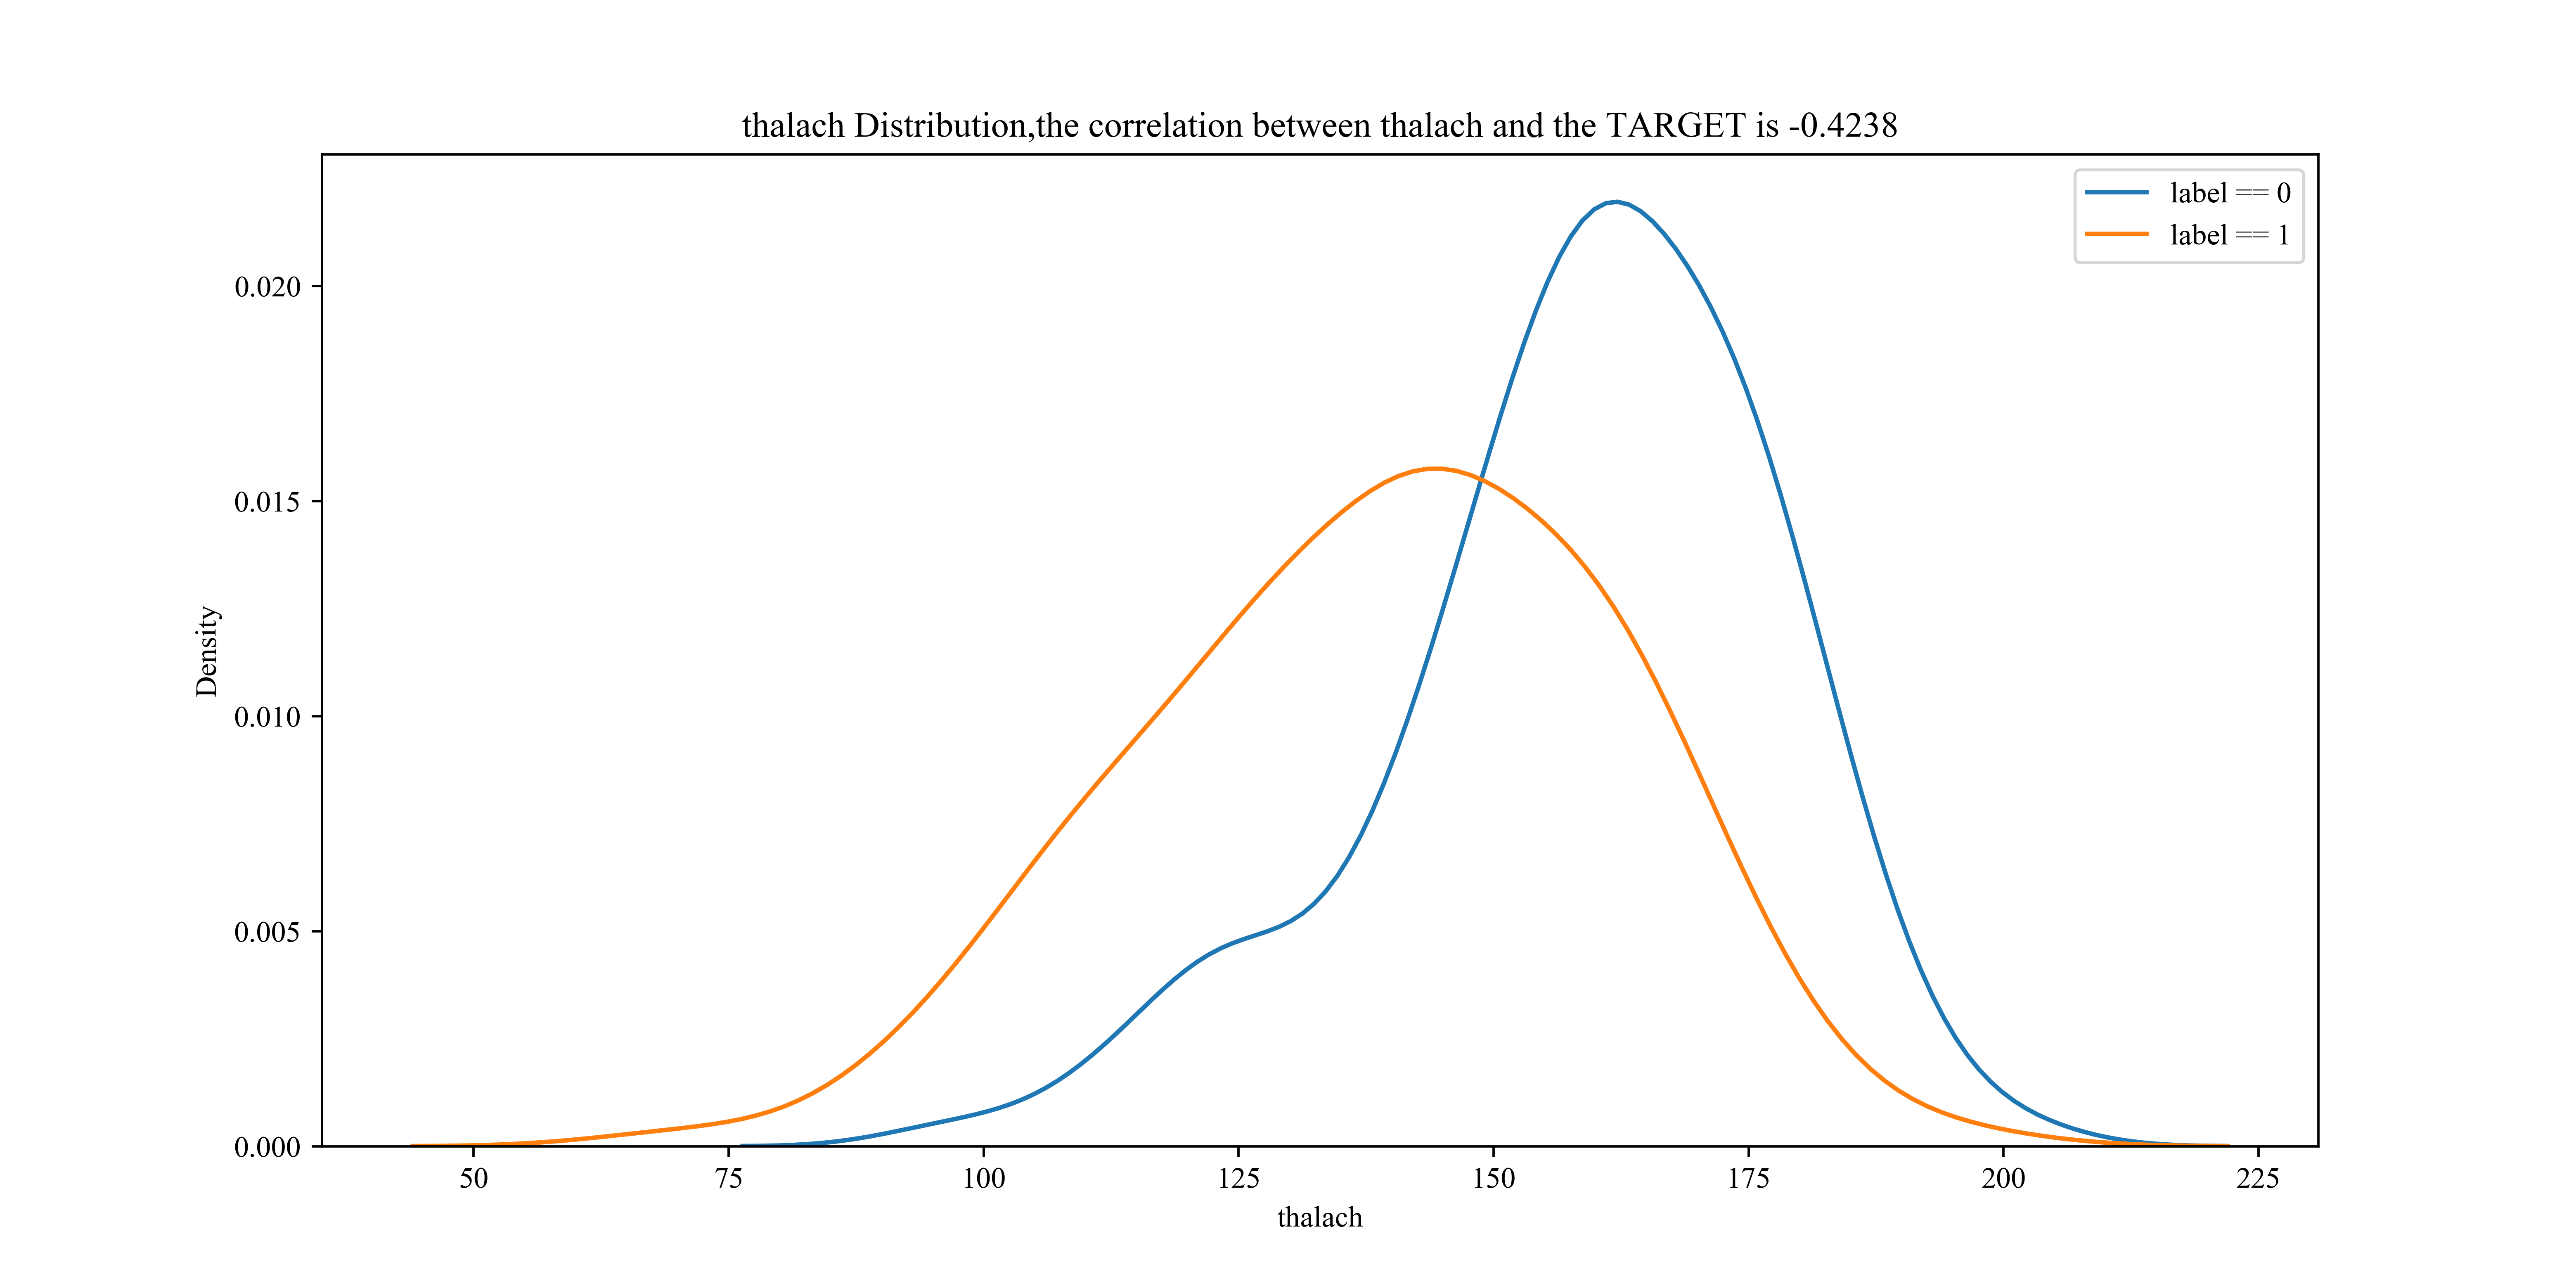 thalach Distribution,the correlation between thalach and the TARGET is -0.4238
label == 0
label == 1
0.020
0.015
0.010
0.005
0.000
Density
50 75 100 125 150 175 200 225
thalach